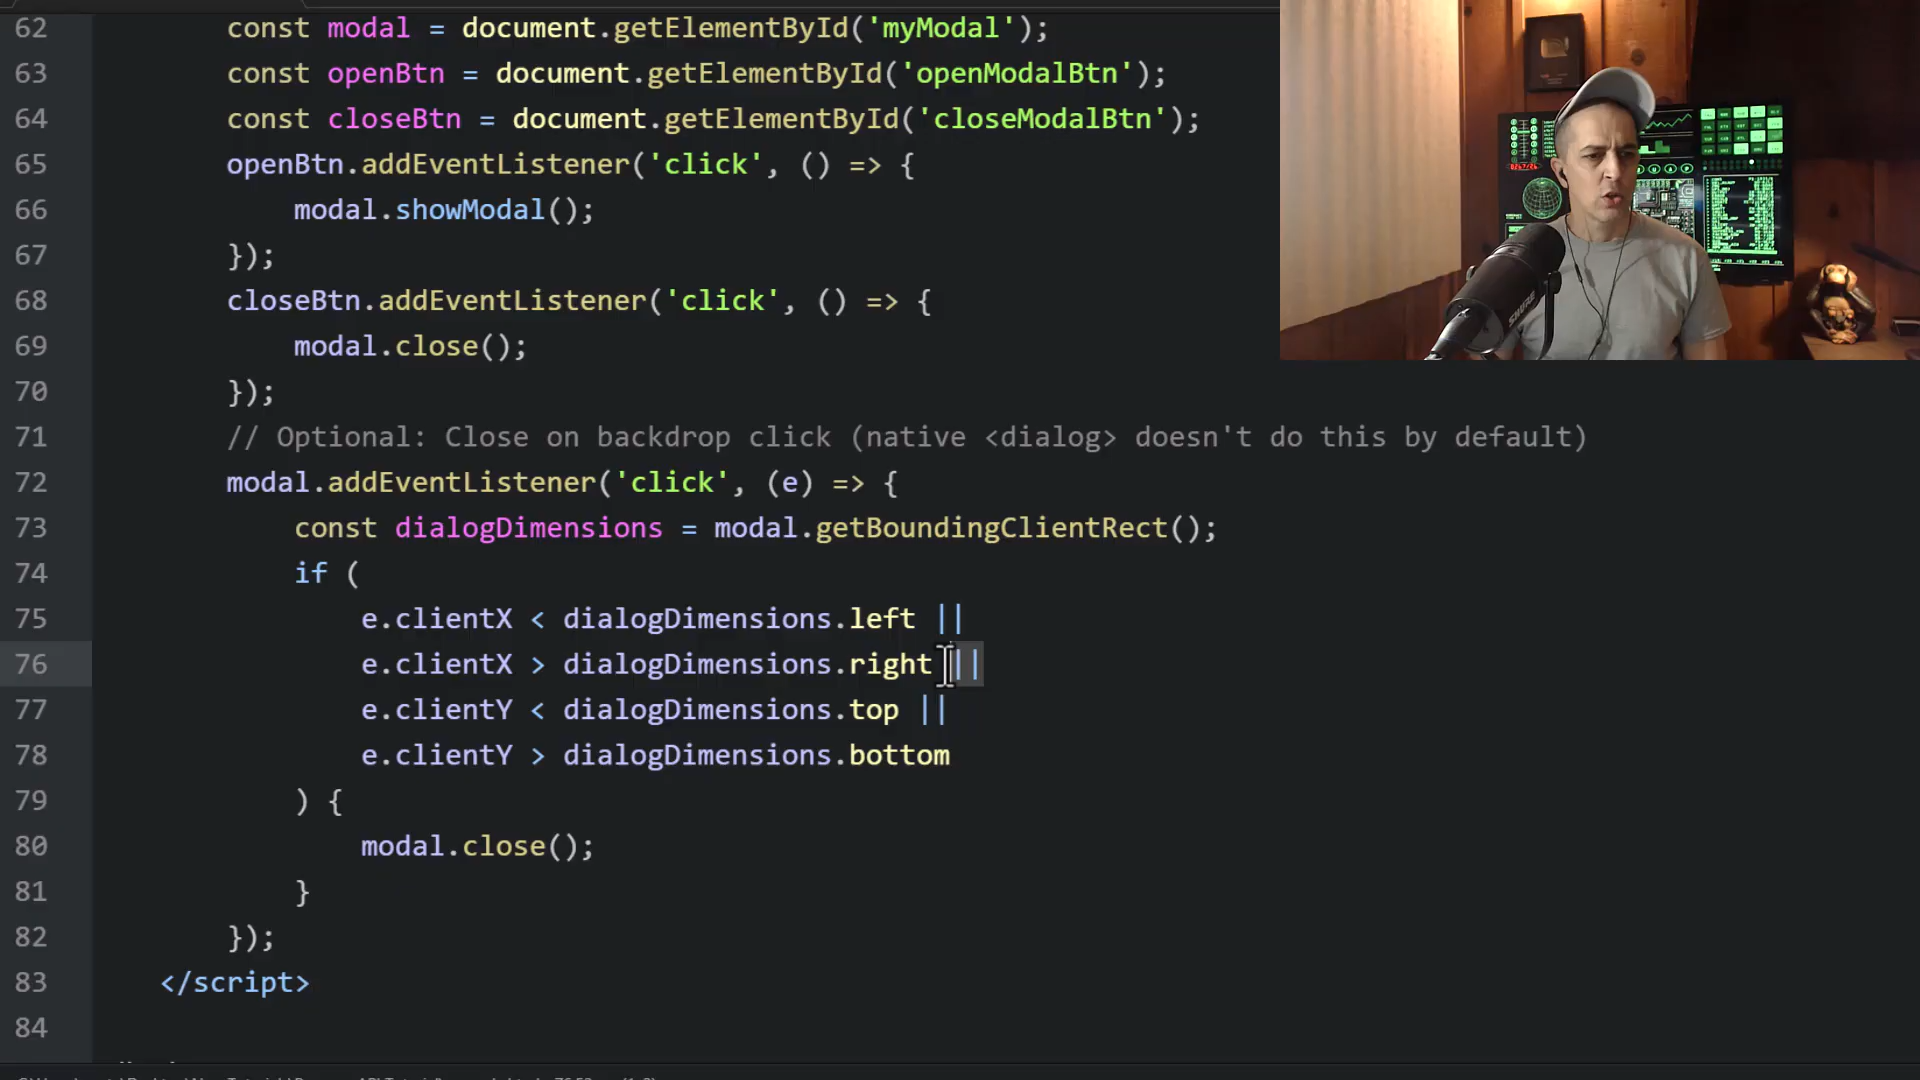 62 const modal = document.getElementById('myModal');
63 const openBtn = document.getElementById('openModalBtn');
64 const closeBtn = document.getElementById('closeModalBtn');
65 openBtn.addEventListener('click', () => {
66 modal.showModal();
67 });
68 closeBtn.addEventListener('click', () => {
69 modal.close();
70 });
71 // Optional: Close on backdrop click (native <dialog> doesn't do this by default)
72 modal.addEventListener('click', (e) => {
73 const dialogDimensions = modal.getBoundingClientRect();
74 if (
75 e.clientX < dialogDimensions.left ||
76 e.clientX > dialogDimensions.right ||
77 e.clientY < dialogDimensions.top ||
78 e.clientY > dialogDimensions.bottom
79 ) {
80 modal.close();
81 }
82 });
83 </script>
84
SHURE